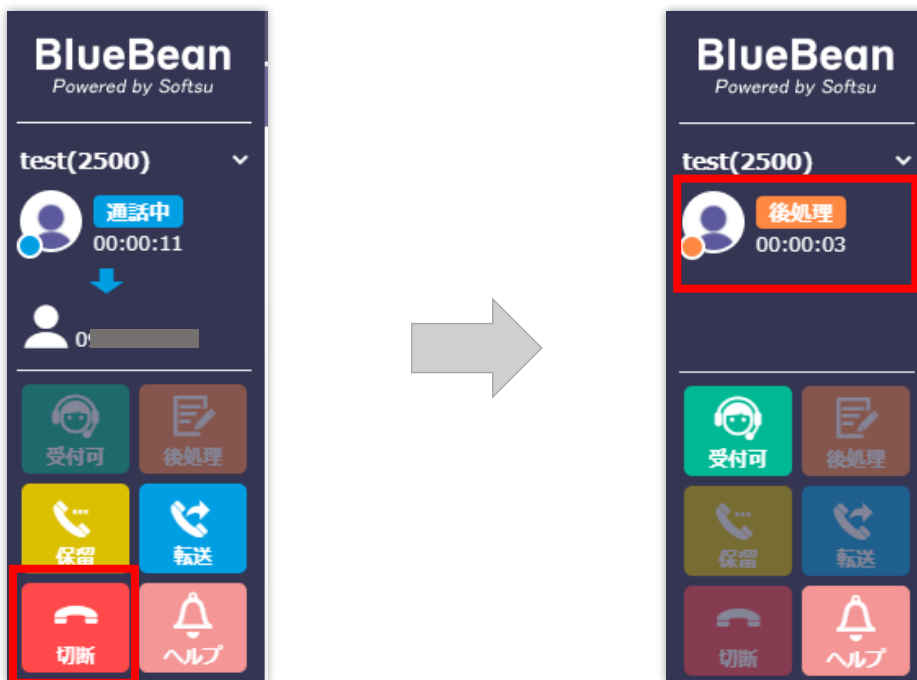 BlueBean
Powered by Softsu
test(2500)
通話中
00:00:11
受付可
後処理
保留
転送
切断
ヘルプ
BlueBean
Powered by Softsu
test(2500)
後処理
00:00:03
受付可
後処理
保留
転送
切断
ヘルプ